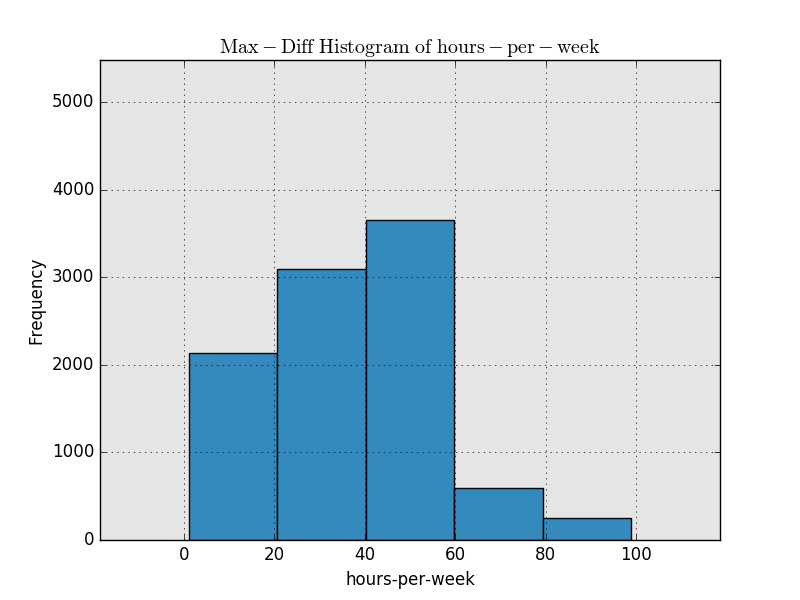 Max − Diff Histogram of hours − per − week
5000
4000
3000
2000
1000
0
Frequency
0 20 40 60 80 100
hours-per-week